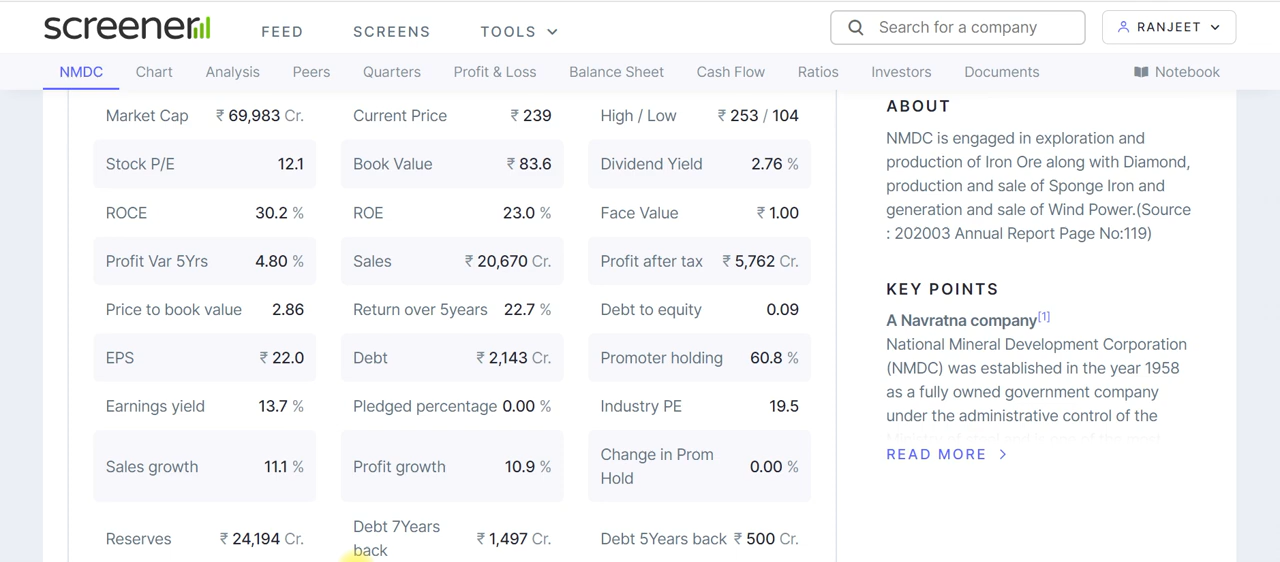 screener
FEED SCREENS TOOLS
Search for a company
RANJEET
NMDC Chart Analysis Peers Quarters Profit & Loss Balance Sheet Cash Flow Ratios Investors Documents Notebook
Market Cap ₹ 69,983 Cr. Current Price ₹ 239 High / Low ₹ 253 / 104
Stock P/E 12.1 Book Value ₹ 83.6 Dividend Yield 2.76 %
ROCE 30.2 % ROE 23.0 % Face Value ₹ 1.00
Profit Var 5Yrs 4.80 % Sales ₹ 20,670 Cr. Profit after tax ₹ 5,762 Cr.
Price to book value 2.86 Return over 5years 22.7 % Debt to equity 0.09
EPS ₹ 22.0 Debt ₹ 2,143 Cr. Promoter holding 60.8 %
Earnings yield 13.7 % Pledged percentage 0.00 % Industry PE 19.5
Sales growth 11.1 % Profit growth 10.9 % Change in Prom
Hold 0.00 %
Reserves ₹ 24,194 Cr. Debt 7Years
back ₹ 1,497 Cr. Debt 5Years back ₹ 500 Cr.
ABOUT
NMDC is engaged in exploration and
production of Iron Ore along with Diamond,
production and sale of Sponge Iron and
generation and sale of Wind Power.(Source
: 202003 Annual Report Page No:119)
KEY POINTS
A Navratna company[1]
National Mineral Development Corporation
(NMDC) was established in the year 1958
as a fully owned government company
under the administrative control of the
READ MORE